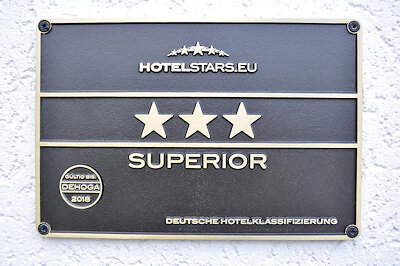 HOTELSTARS.EU
SUPERIOR
GÜLTIG BIS:
DEHOGA
2018
DEUTSCHE HOTELKLASSIFIZIERUNG